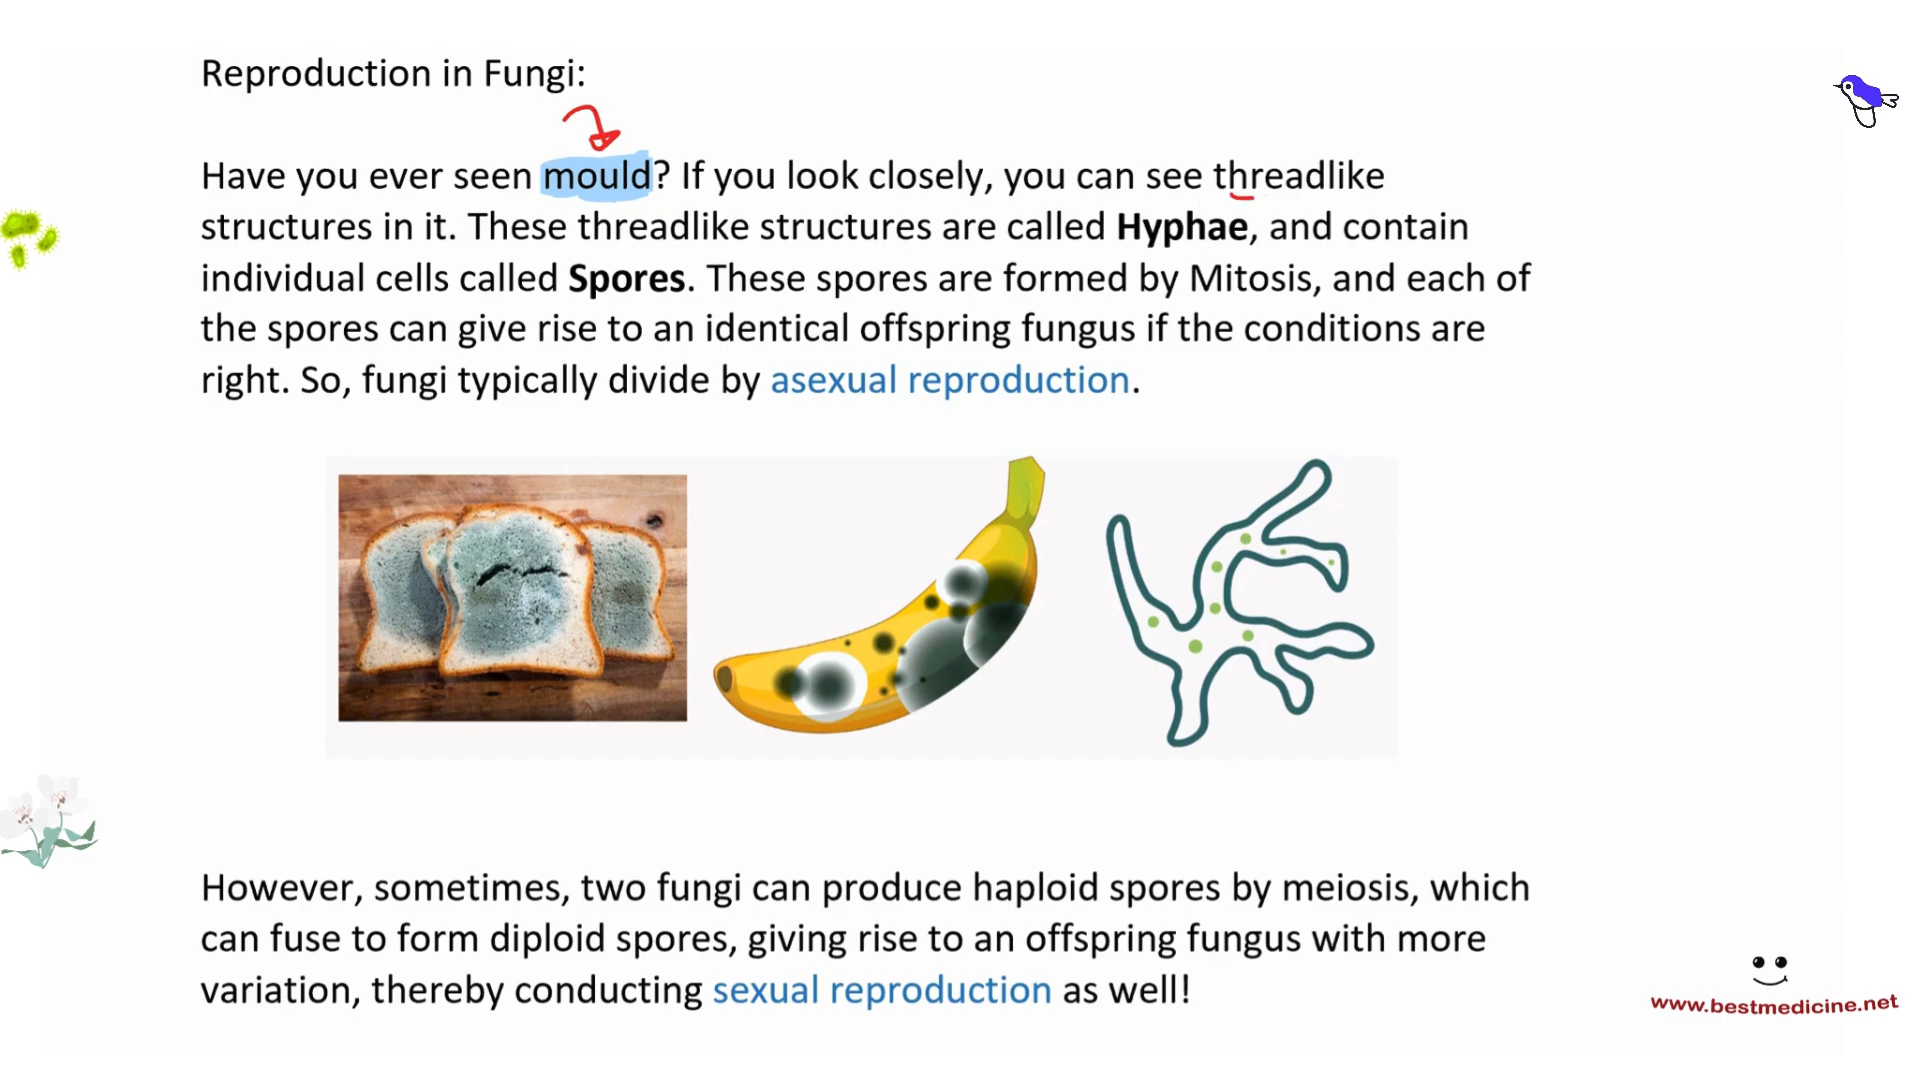 Reproduction in Fungi:
Have you ever seen mould? If you look closely, you can see threadlike
structures in it. These threadlike structures are called Hyphae, and contain
individual cells called Spores. These spores are formed by Mitosis, and each of
the spores can give rise to an identical offspring fungus if the conditions are
right. So, fungi typically divide by asexual reproduction.
However, sometimes, two fungi can produce haploid spores by meiosis, which
can fuse to form diploid spores, giving rise to an offspring fungus with more
variation, thereby conducting sexual reproduction as well!
www.bestmedicine.net